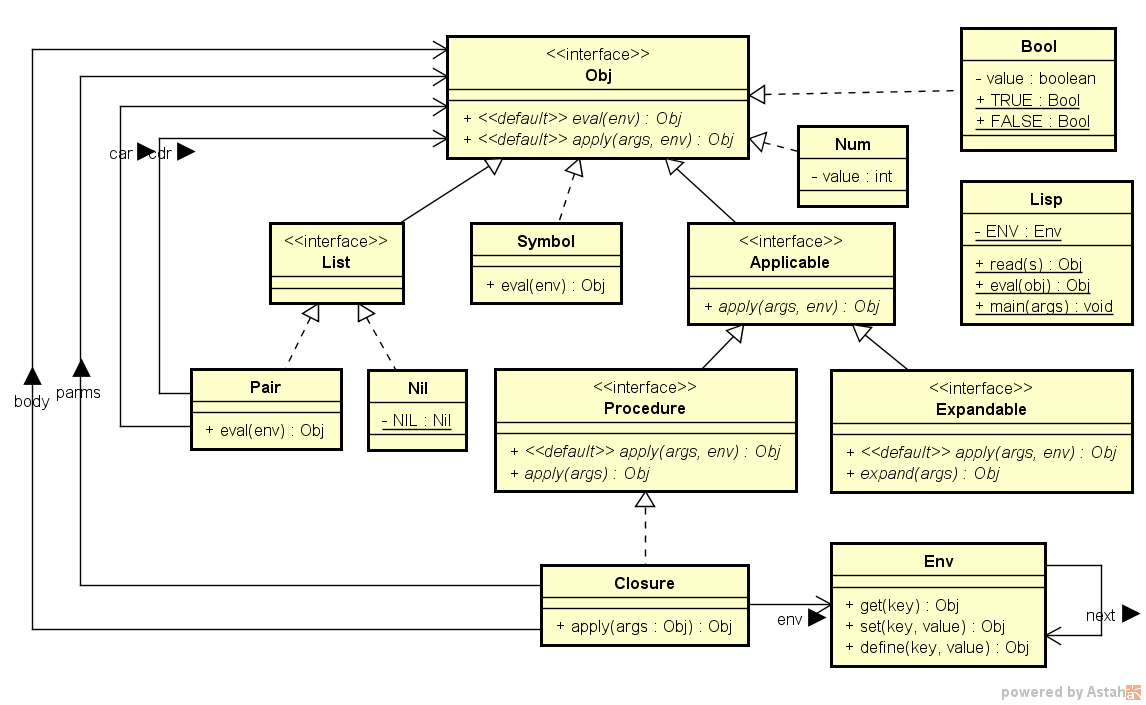 <<interface>>
Obj
+ <<default>> eval(env) : Obj
+ <<default>> apply(args, env) : Obj
Bool
- value : boolean
+ TRUE : Bool
+ FALSE : Bool
Num
- value : int
car
cdr
Lisp
- ENV : Env
+ read(s) : Obj
+ eval(obj) : Obj
+ main(args) : void
<<interface>>
List
Symbol
+ eval(env) : Obj
<<interface>>
Applicable
+ apply(args, env) : Obj
body
parms
Pair
+ eval(env) : Obj
Nil
- NIL : Nil
<<interface>>
Procedure
+ <<default>> apply(args, env) : Obj
+ apply(args) : Obj
<<interface>>
Expandable
+ <<default>> apply(args, env) : Obj
+ expand(args) : Obj
Closure
+ apply(args : Obj) : Obj
env
Env
+ get(key) : Obj
+ set(key, value) : Obj
+ define(key, value) : Obj
next
powered by Astah